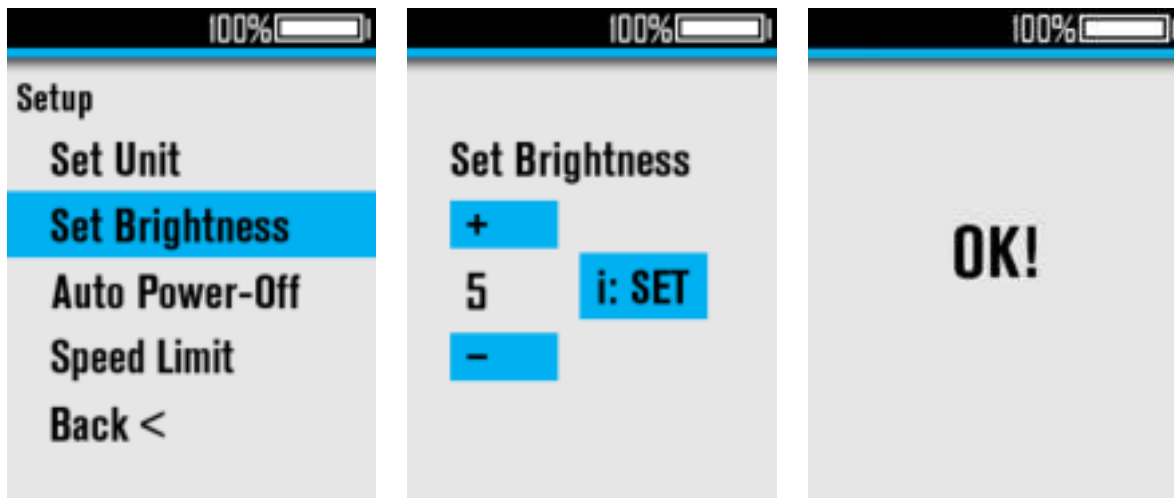 100%
Setup
Set Unit
Set Brightness
Auto Power-Off
Speed Limit
Back <
100%
Set Brightness
+
5
i: SET
−
100%
OK!